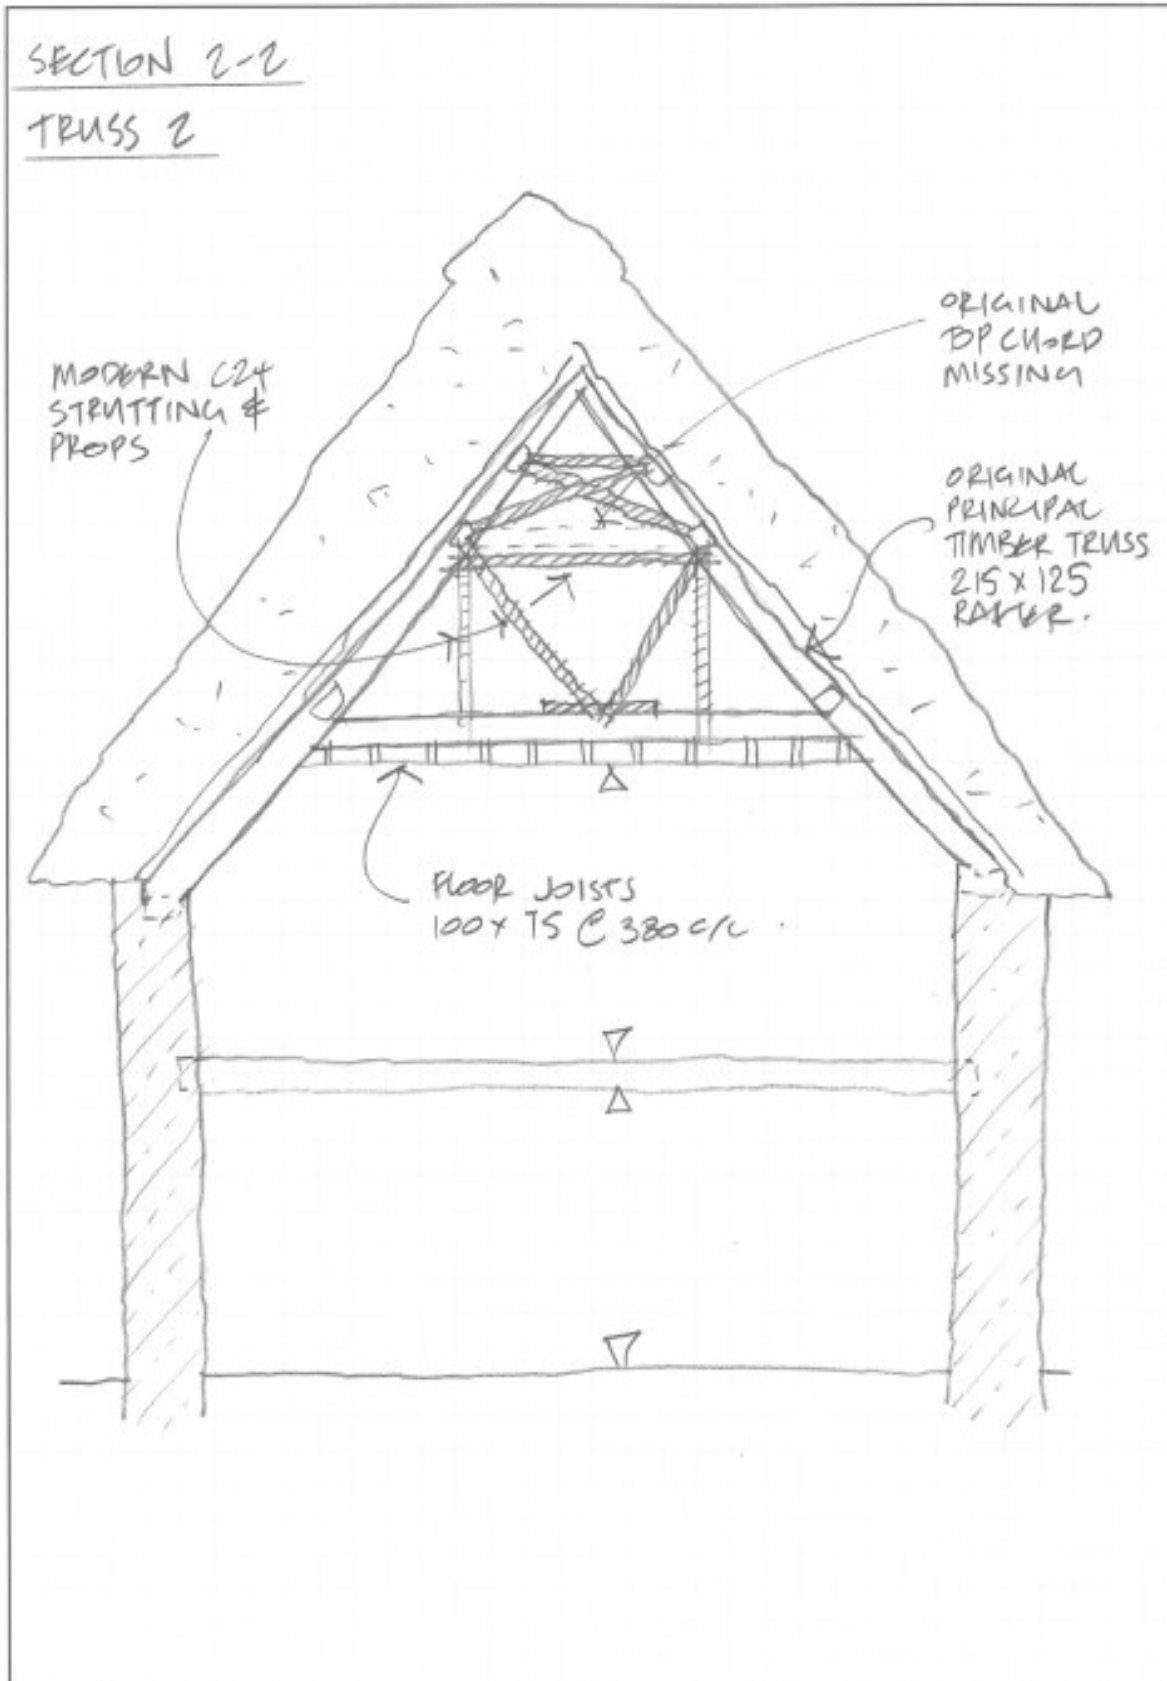 SECTION 2-2
TRUSS 2
ORIGINAL
TOP CHORD
MISSING
MODERN C24
STRUTTING &
PROPS
ORIGINAL
PRINCIPAL
TIMBER TRUSS
215 x 125
RAFTER.
FLOOR JOISTS
100 x 75 @ 380 c/c.